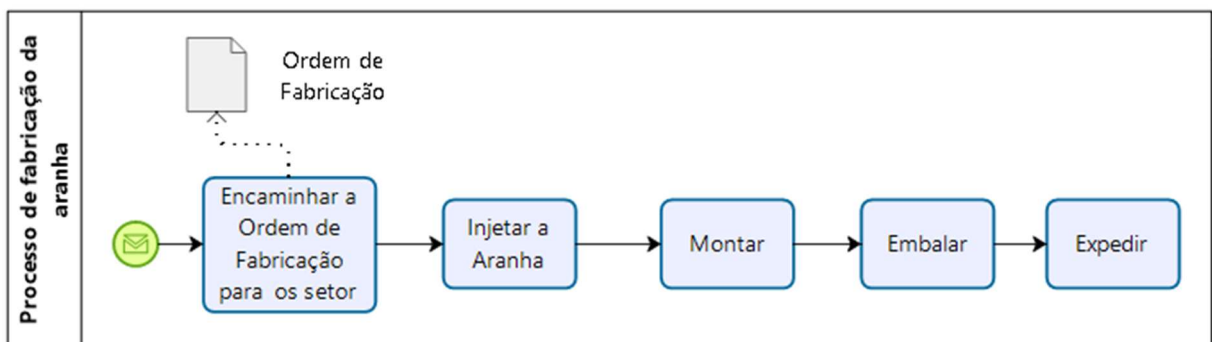 Processo de fabricação da
aranha
Ordem de
Fabricação
Encaminhar a
Ordem de
Fabricação
para os setor
Injetar a
Aranha
Montar
Embalar
Expedir